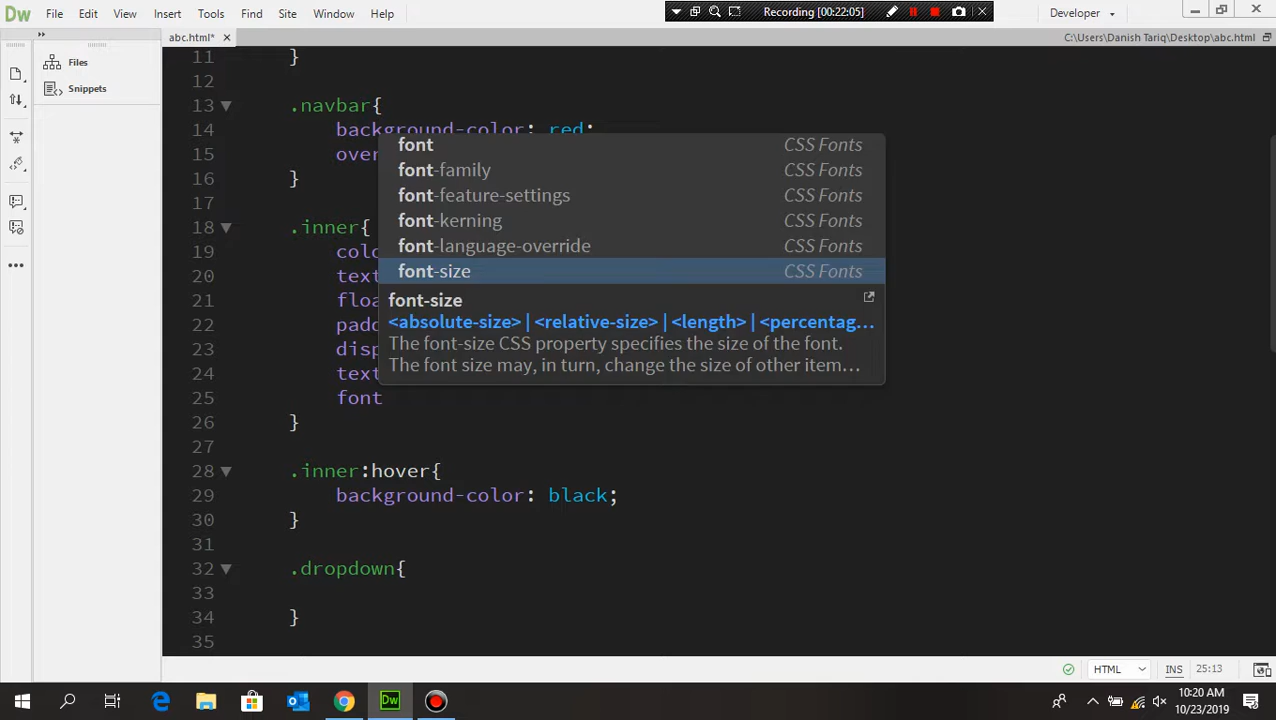 Dw File Edit View Insert Tools Find Site Window Help Recording [00:22:05] Developer
abc.html* C:\Users\Danish Tariq\Desktop\abc.html
Files
Snippets
11 }
12
13 .navbar{
14 background-color: red;
15 over
16 }
17
18 .inner{
19 colo
20 text
21 floa
22 padd
23 disp
24 text
25 font
26 }
27
28 .inner:hover{
29 background-color: black;
30 }
31
32 .dropdown{
33
34 }
35
font CSS Fonts
font-family CSS Fonts
font-feature-settings CSS Fonts
font-kerning CSS Fonts
font-language-override CSS Fonts
font-size CSS Fonts
font-size
<absolute-size> | <relative-size> | <length> | <percentag...
The font-size CSS property specifies the size of the font.
The font size may, in turn, change the size of other item...
HTML INS 25:13
Dw 10:20 AM
10/23/2019